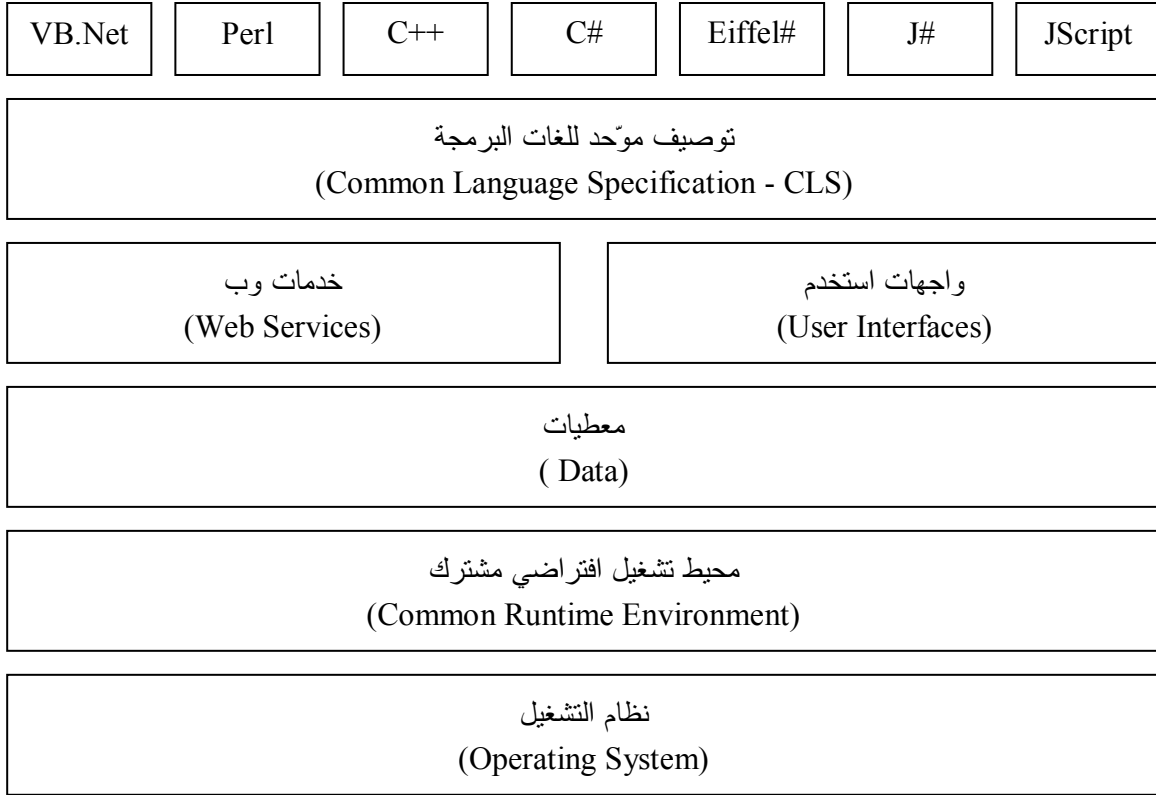 VB.Net
Perl
C++
C#
Eiffel#
J#
JScript
توصيف موّحد للغات البرمجة
(Common Language Specification - CLS)
خدمات وب
(Web Services)
واجهات استخدم
(User Interfaces)
معطيات
( Data)
محيط تشغيل افتراضي مشترك
(Common Runtime Environment)
نظام التشغيل
(Operating System)